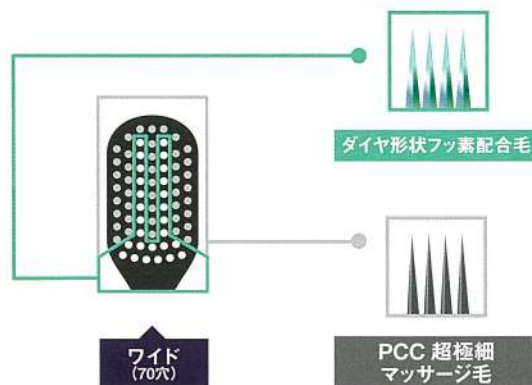 ダイヤ形状フッ素配合毛
ワイド
(70穴)
PCC 超極細
マッサージ毛